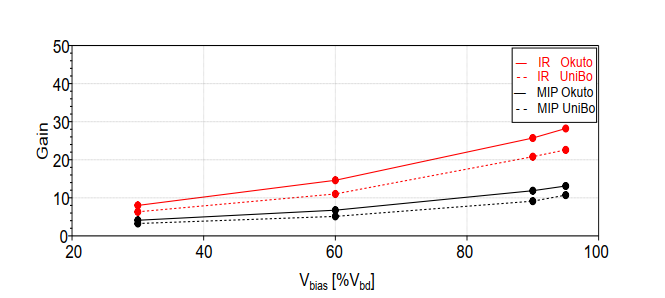 50
40
30
20
10
0
Gain
IR Okuto
IR UniBo
MIP Okuto
MIP UniBo
20 40 60 80 100
Vbias [%Vbd]